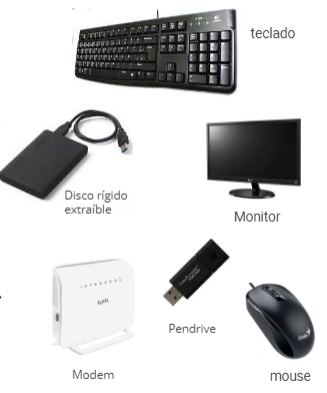 teclado
Disco rígido
extraíble
Monitor
Modem
Pendrive
mouse